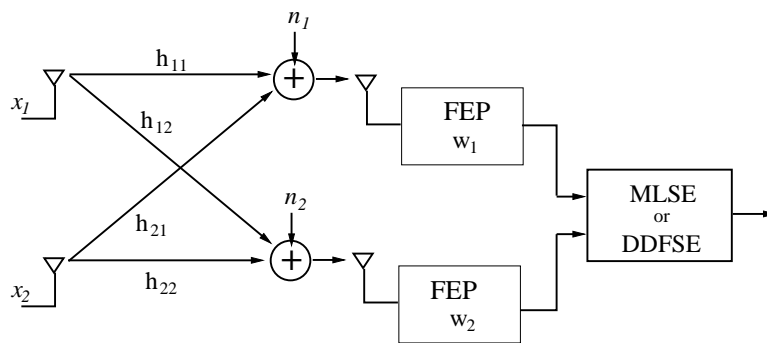 n1
h11
x1
h12
FEP
w1
MLSE
or
DDFSE
n2
h21
h22
x2
FEP
w2